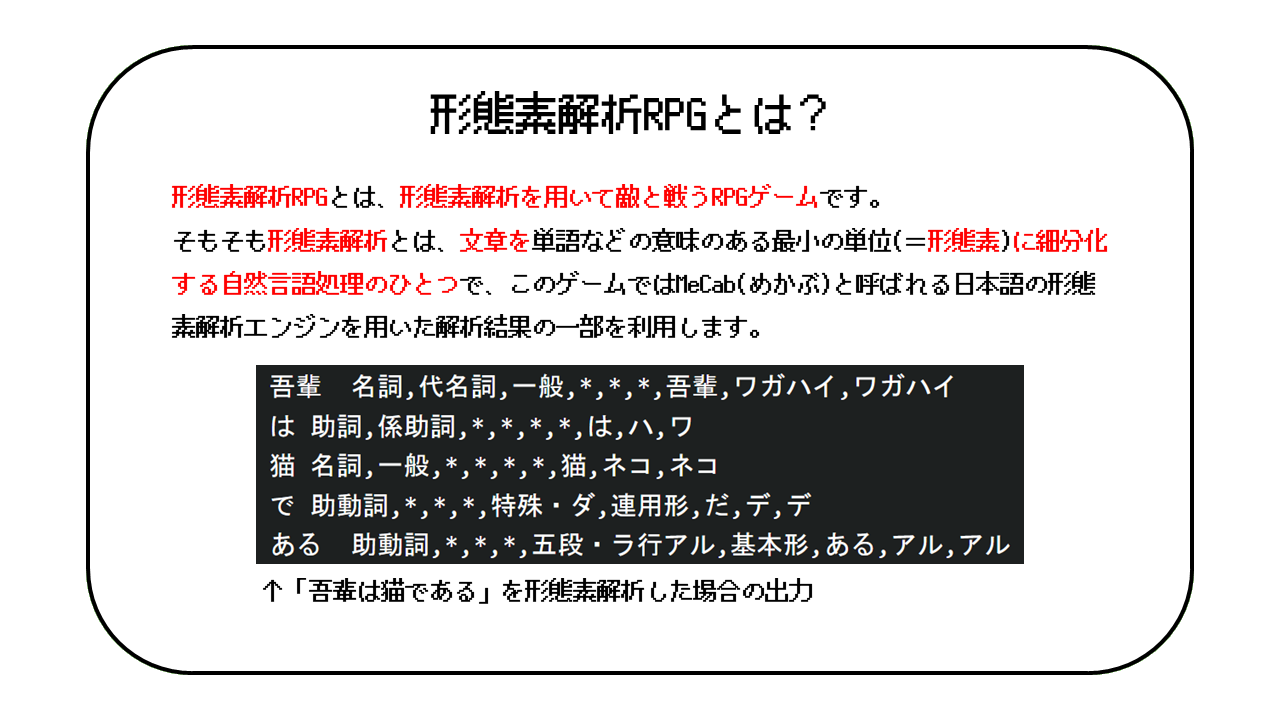 形態素解析RPGとは？
形態素解析RPGとは、形態素解析を用いて敵と戦うRPGゲームです。
そもそも形態素解析とは、文章を単語などの意味のある最小の単位(＝形態素)に細分化
する自然言語処理のひとつで、このゲームではMeCab(めかぶ)と呼ばれる日本語の形態
素解析エンジンを用いた解析結果の一部を利用します。
吾輩　名詞,代名詞,一般,*,*,*,吾輩,ワガハイ,ワガハイ
は 助詞,係助詞,*,*,*,*,は,ハ,ワ
猫 名詞,一般,*,*,*,*,猫,ネコ,ネコ
で 助動詞,*,*,*,特殊・ダ,連用形,だ,デ,デ
ある　助動詞,*,*,*,五段・ラ行アル,基本形,ある,アル,アル
↑「吾輩は猫である」を形態素解析した場合の出力